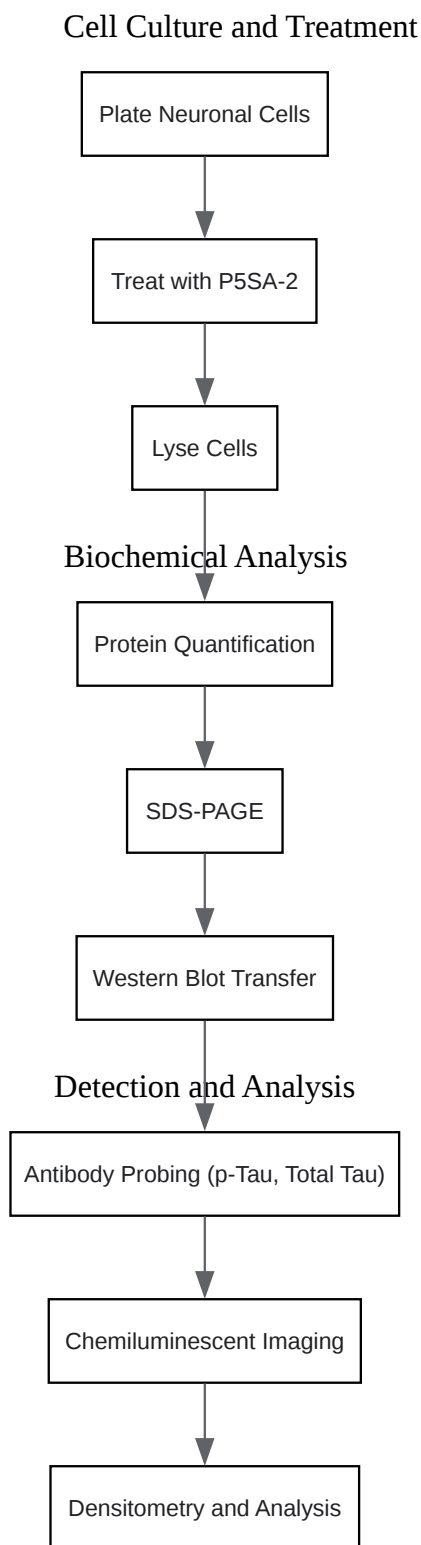 Cell Culture and Treatment
Plate Neuronal Cells
Treat with P5SA-2
Lyse Cells
Biochemical Analysis
Protein Quantification
SDS-PAGE
Western Blot Transfer
Detection and Analysis
Antibody Probing (p-Tau, Total Tau)
Chemiluminescent Imaging
Densitometry and Analysis